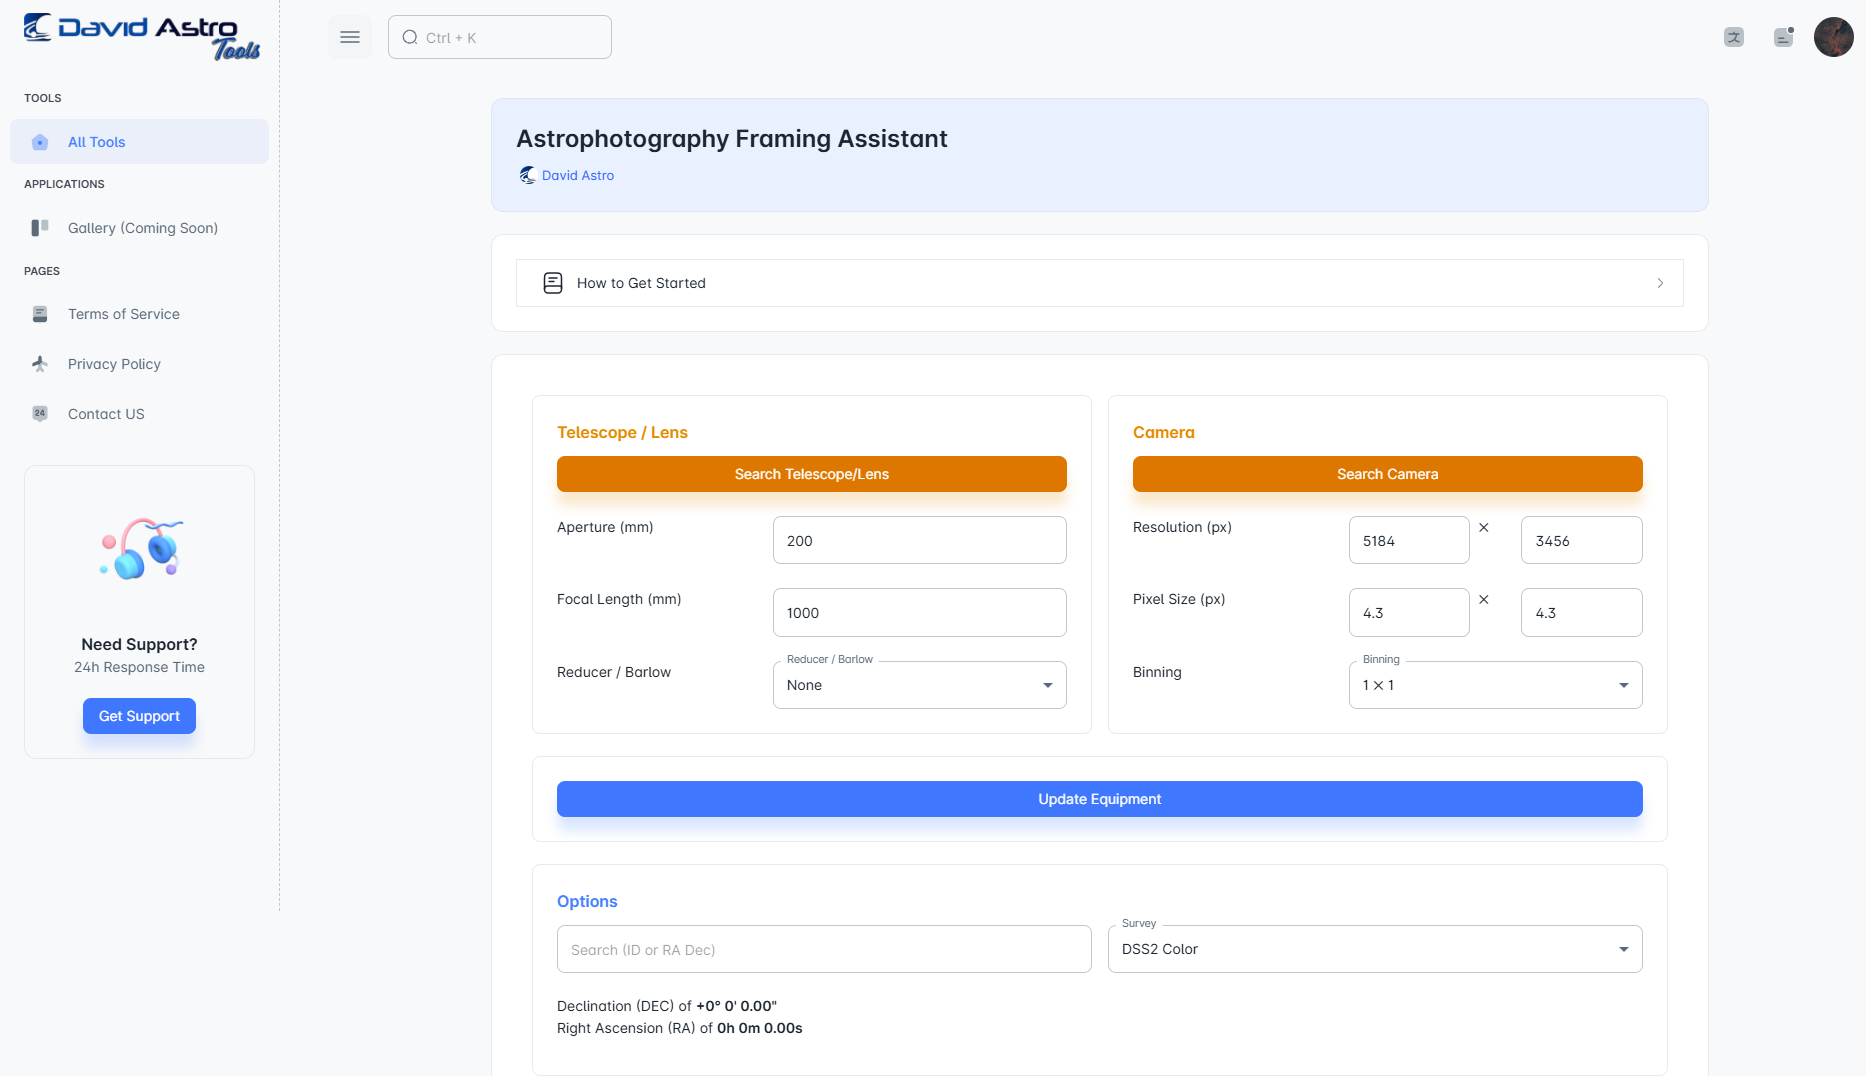 David Astro
Tools
TOOLS
All Tools
APPLICATIONS
Gallery (Coming Soon)
PAGES
Terms of Service
Privacy Policy
24
Contact US
Need Support?
24h Response Time
Get Support
Ctrl + K
文
Astrophotography Framing Assistant
David Astro
How to Get Started
Telescope / Lens
Search Telescope/Lens
Aperture (mm)
200
Focal Length (mm)
1000
Reducer / Barlow
Reducer / Barlow
None
Camera
Search Camera
Resolution (px)
5184
×
3456
Pixel Size (px)
4.3
×
4.3
Binning
Binning
1 × 1
Update Equipment
Options
Search (ID or RA Dec)
Survey
DSS2 Color
Declination (DEC) of +0° 0' 0.00"
Right Ascension (RA) of 0h 0m 0.00s